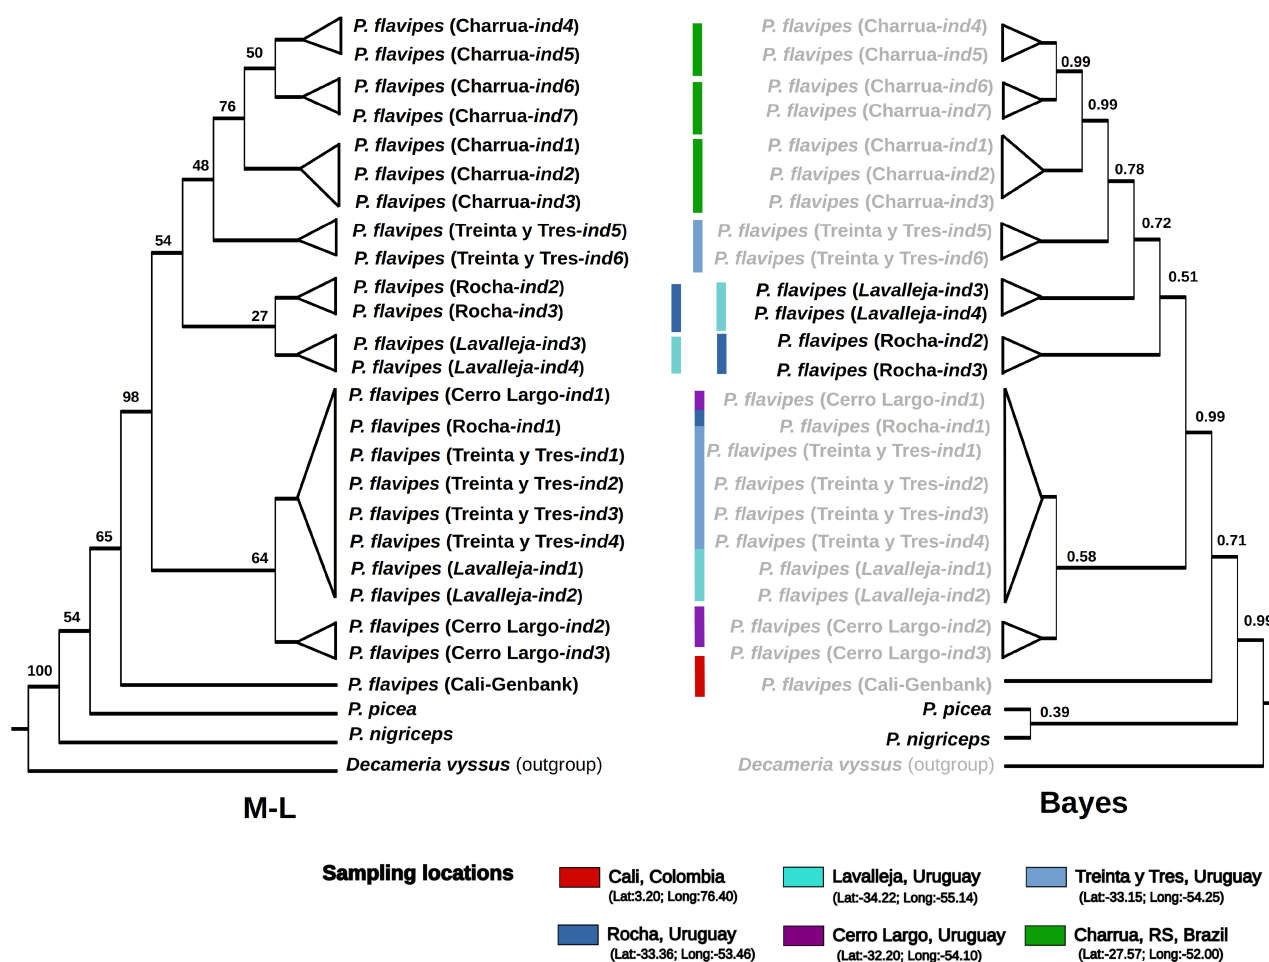 P. flavipes (Charrua-ind4)
P. flavipes (Charrua-ind5)
P. flavipes (Charrua-ind6)
P. flavipes (Charrua-ind7)
P. flavipes (Charrua-ind1)
P. flavipes (Charrua-ind2)
P. flavipes (Charrua-ind3)
P. flavipes (Treinta y Tres-ind5)
P. flavipes (Treinta y Tres-ind6)
P. flavipes (Rocha-ind2)
P. flavipes (Rocha-ind3)
P. flavipes (Lavalleja-ind3)
P. flavipes (Lavalleja-ind4)
P. flavipes (Cerro Largo-ind1)
P. flavipes (Rocha-ind1)
P. flavipes (Treinta y Tres-ind1)
P. flavipes (Treinta y Tres-ind2)
P. flavipes (Treinta y Tres-ind3)
P. flavipes (Treinta y Tres-ind4)
P. flavipes (Lavalleja-ind1)
P. flavipes (Lavalleja-ind2)
P. flavipes (Cerro Largo-ind2)
P. flavipes (Cerro Largo-ind3)
P. flavipes (Cali-Genbank)
P. picea
P. nigriceps
Decameria vyssus (outgroup)
50
76
48
54
27
98
65
64
54
100
M-L
P. flavipes (Charrua-ind4)
P. flavipes (Charrua-ind5)
P. flavipes (Charrua-ind6)
P. flavipes (Charrua-ind7)
P. flavipes (Charrua-ind1)
P. flavipes (Charrua-ind2)
P. flavipes (Charrua-ind3)
P. flavipes (Treinta y Tres-ind5)
P. flavipes (Treinta y Tres-ind6)
P. flavipes (Lavalleja-ind3)
P. flavipes (Lavalleja-ind4)
P. flavipes (Rocha-ind2)
P. flavipes (Rocha-ind3)
P. flavipes (Cerro Largo-ind1)
P. flavipes (Rocha-ind1)
P. flavipes (Treinta y Tres-ind1)
P. flavipes (Treinta y Tres-ind2)
P. flavipes (Treinta y Tres-ind3)
P. flavipes (Treinta y Tres-ind4)
P. flavipes (Lavalleja-ind1)
P. flavipes (Lavalleja-ind2)
P. flavipes (Cerro Largo-ind2)
P. flavipes (Cerro Largo-ind3)
P. flavipes (Cali-Genbank)
P. picea
P. nigriceps
Decameria vyssus (outgroup)
0.99
0.99
0.78
0.72
0.51
0.99
0.71
0.58
0.99
0.39
Bayes
Sampling locations
Cali, Colombia
(Lat:3.20; Long:76.40)
Lavalleja, Uruguay
(Lat:-34.22; Long:-55.14)
Treinta y Tres, Uruguay
(Lat:-33.15; Long:-54.25)
Rocha, Uruguay
(Lat:-33.36; Long:-53.46)
Cerro Largo, Uruguay
(Lat:-32.20; Long:-54.10)
Charrua, RS, Brazil
(Lat:-27.57; Long:-52.00)